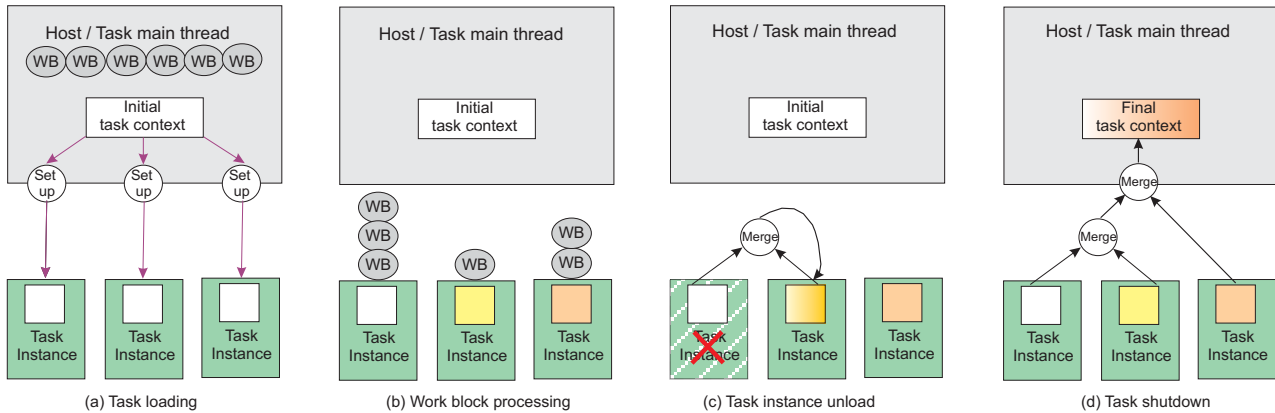 Host / Task main thread
WB WB WB WB WB WB
Initial
task context
Set
up
Set
up
Set
up
Task
Instance
Task
Instance
Task
Instance
(a) Task loading
Host / Task main thread
Initial
task context
WB
WB
WB
WB
WB
WB
Task
Instance
Task
Instance
Task
Instance
(b) Work block processing
Host / Task main thread
Initial
task context
Merge
Task
Instance
Task
Instance
Task
Instance
(c) Task instance unload
Host / Task main thread
Final
task context
Merge
Merge
Task
Instance
Task
Instance
Task
Instance
(d) Task shutdown